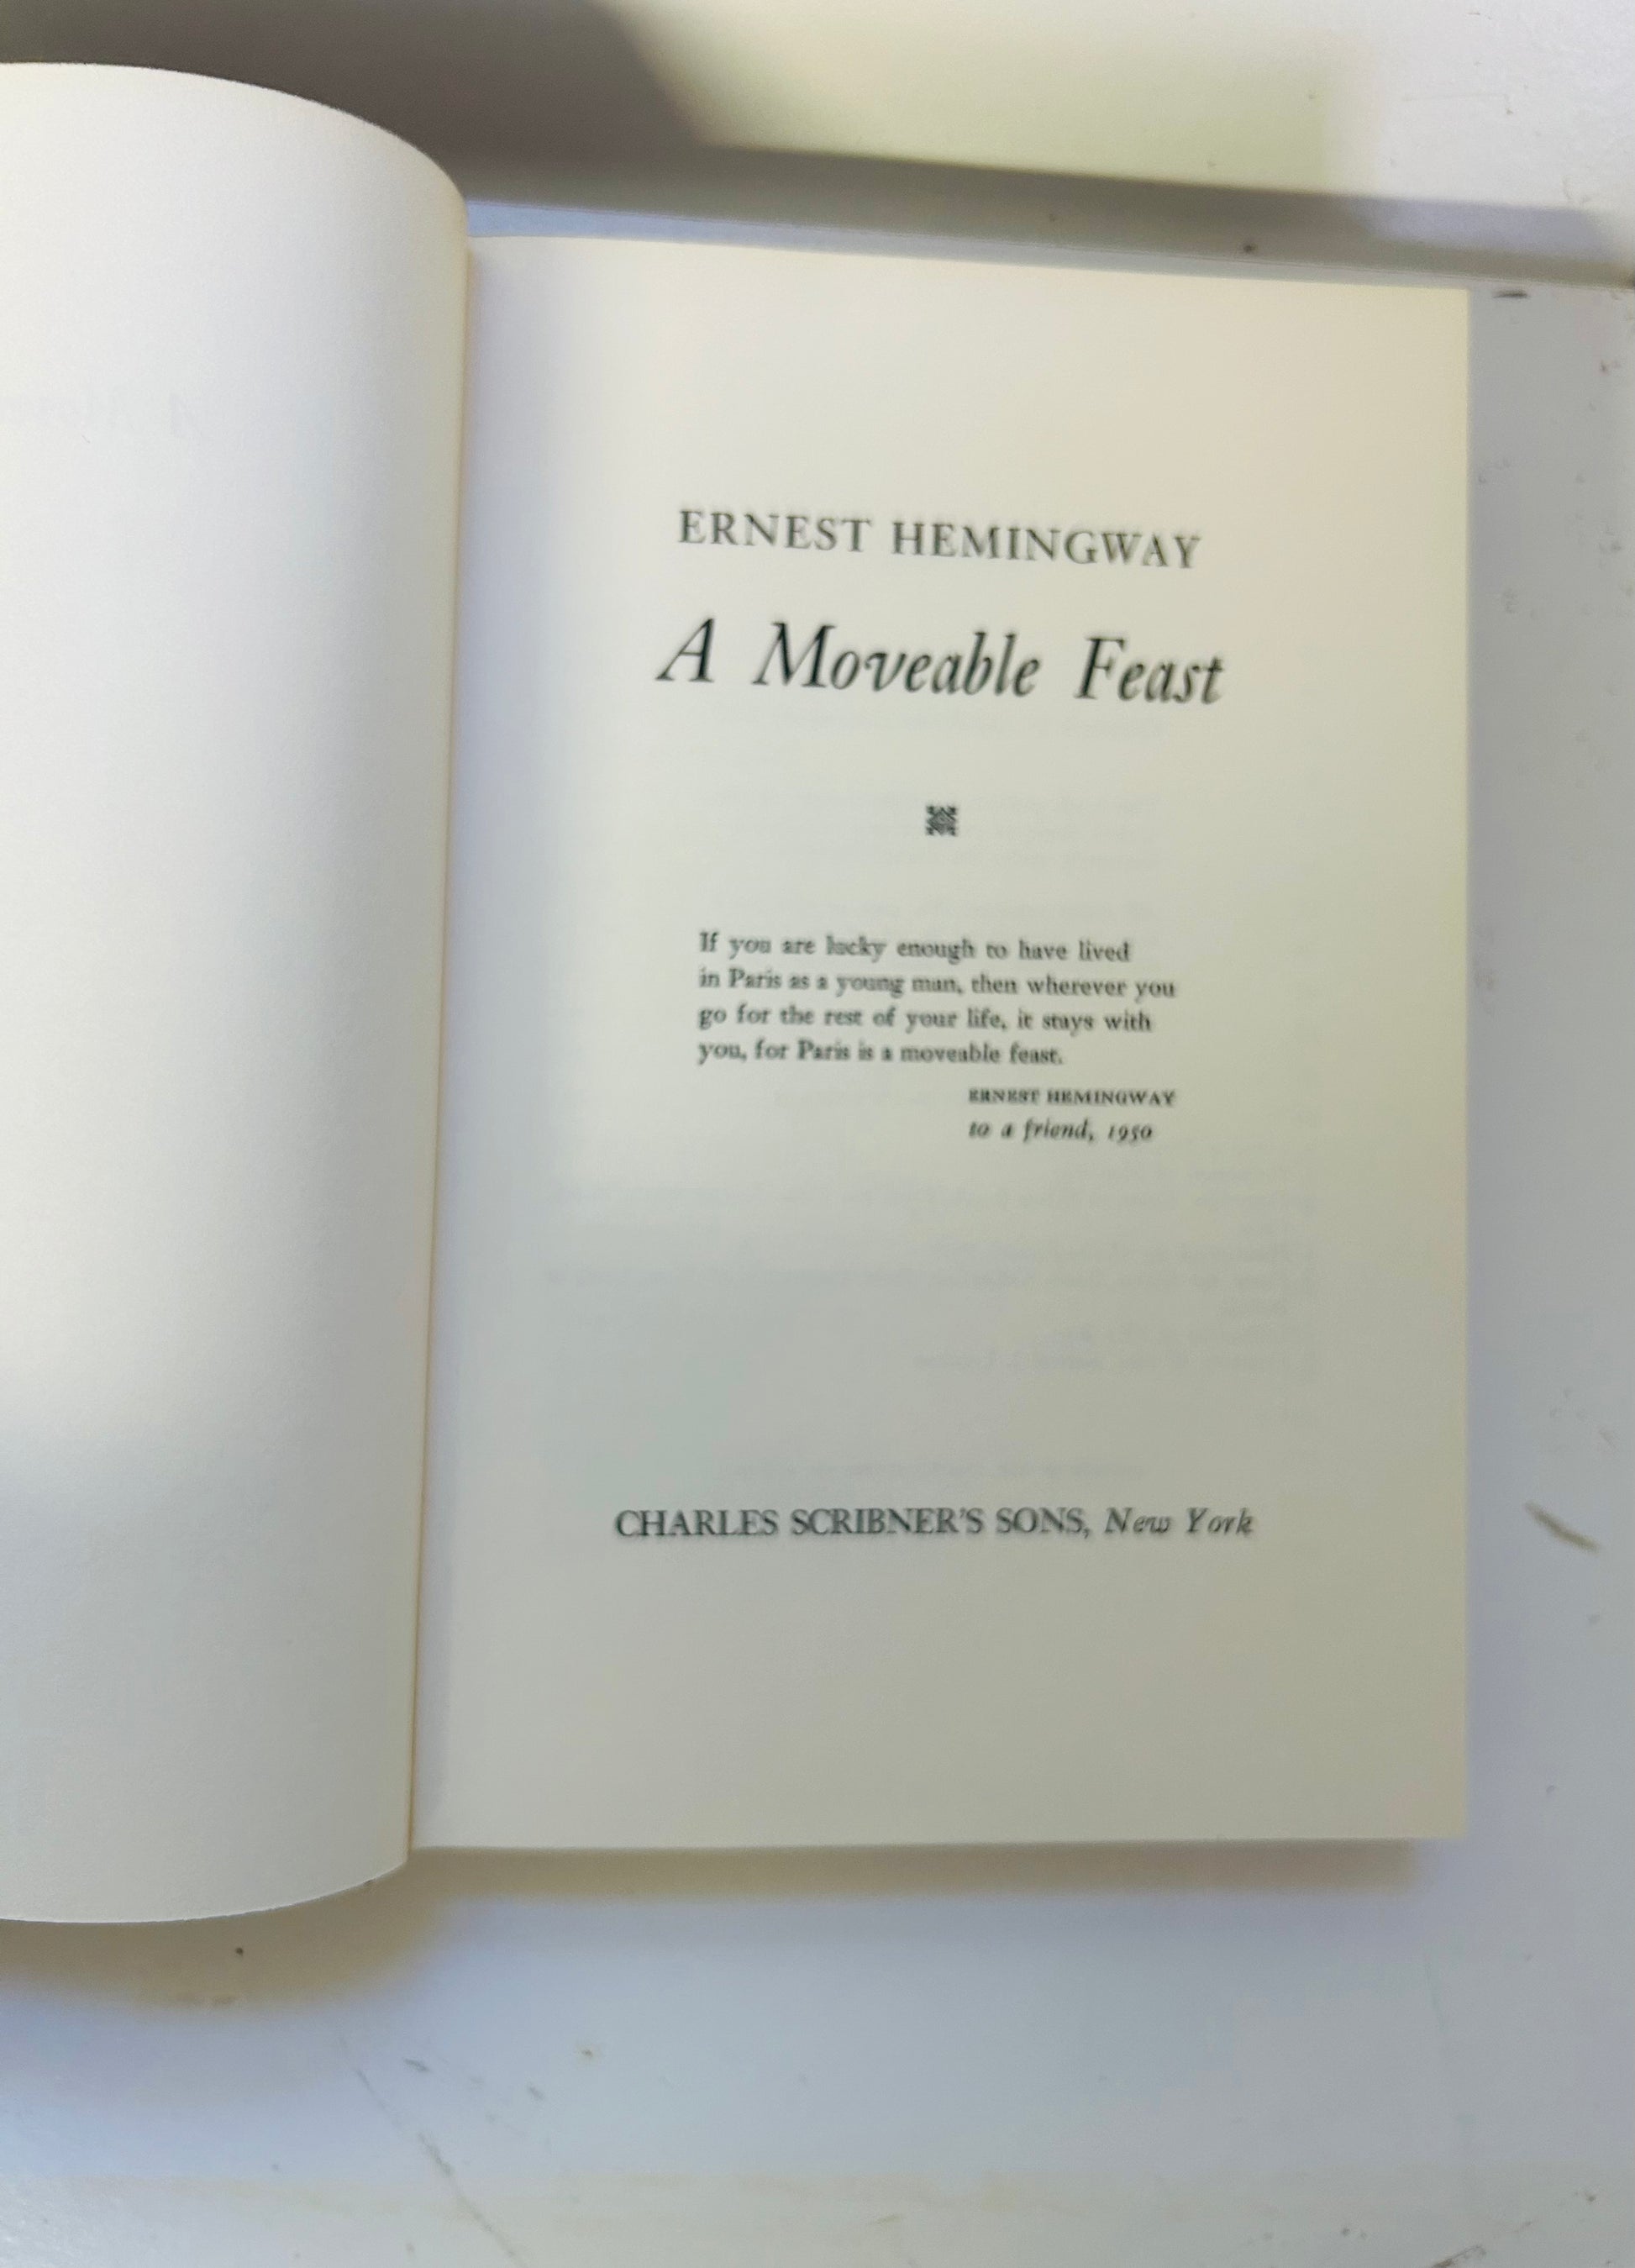 ERNEST HEMINGWAY
A Moveable Feast
If you are lucky enough to have lived
in Paris as a young man, then wherever you
go for the rest of your life, it stays with
you, for Paris is a moveable feast.
ERNEST HEMINGWAY
to a friend, 1950
CHARLES SCRIBNER'S SONS, New York